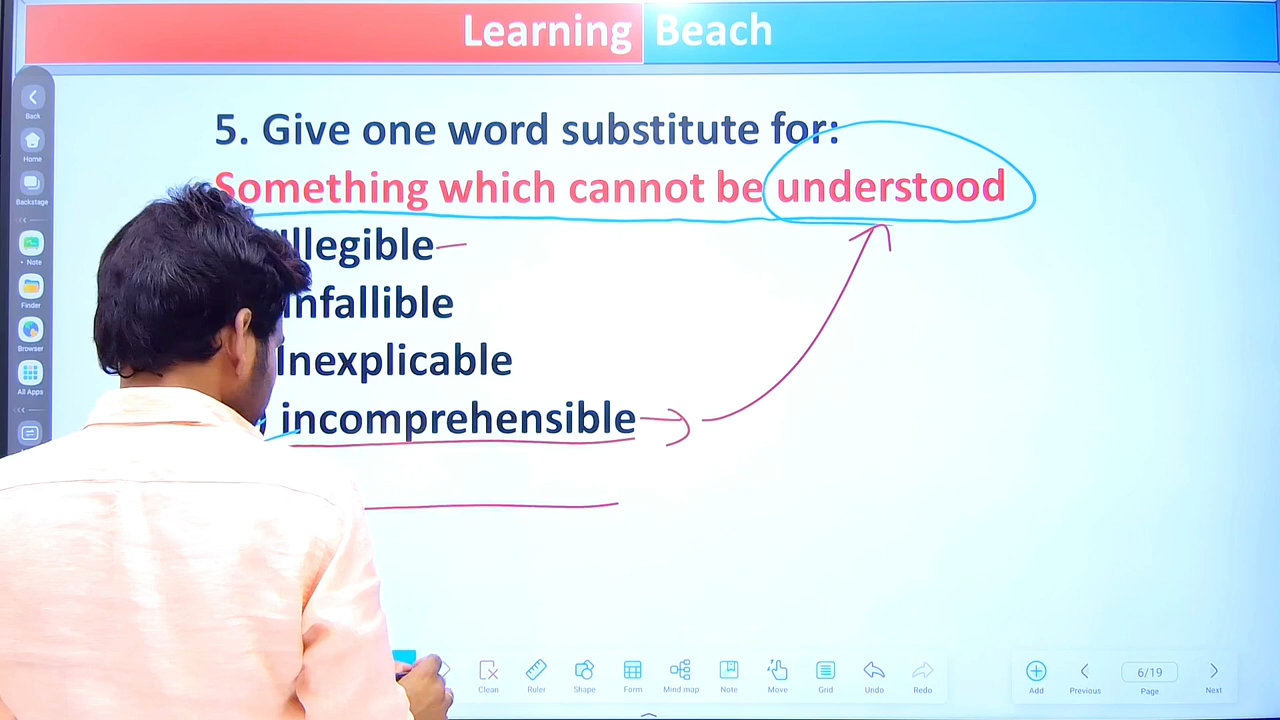 Learning Beach
Back
Home
Backstage
Note
Finder
Browser
All Apps
5. Give one word substitute for:
Something which cannot be understood
Illegible
Infallible
Inexplicable
incomprehensible
Clean
Ruler
Shape
Form
Mind map
Note
Move
Grid
Undo
Redo
Add
Previous
6/19
Page
Next